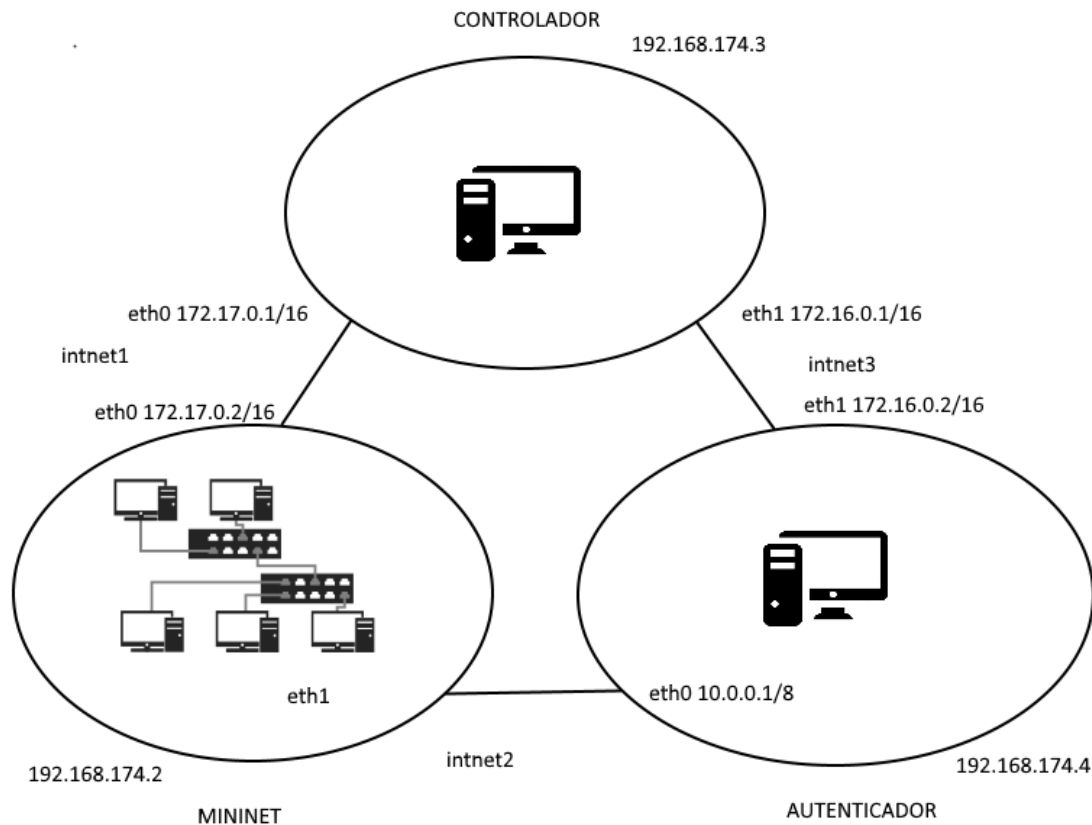 CONTROLADOR
192.168.174.3
eth0 172.17.0.1/16
eth1 172.16.0.1/16
intnet1
intnet3
eth0 172.17.0.2/16
eth1 172.16.0.2/16
eth1
eth0 10.0.0.1/8
intnet2
192.168.174.2
192.168.174.4
MININET
AUTENTICADOR